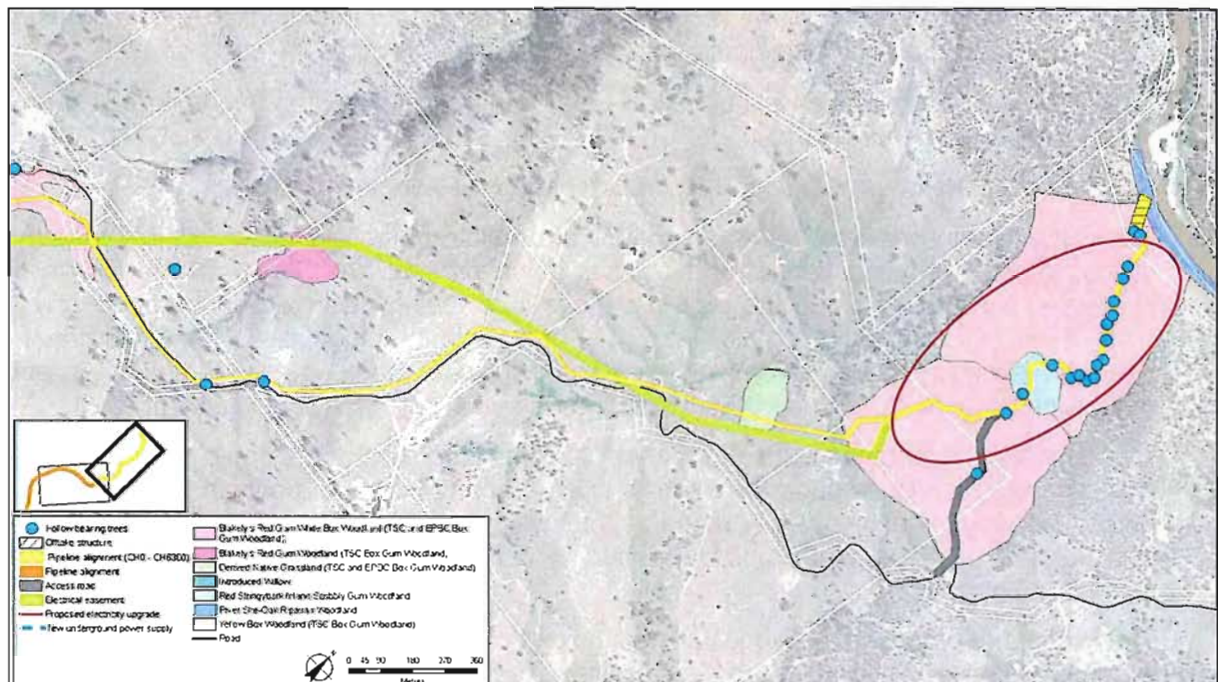 Hollow bearing trees
Offtake structure
Pipeline alignment (CH0 - CH6300)
Pipeline alignment
Access road
Electrical easement
Proposed electricity upgrade
New underground power supply
Blakely's Red Gum White Box Woodland (TSC and EPBC Box
Gum Woodland)
Blakely's Red Gum Woodland (TSC Box Gum Woodland)
Derived Native Grassland (TSC and EPBC Box Gum Woodland)
Introduced Willow
Red Stringybark Inland Scribbly Gum Woodland
River She-Oak Riparian Woodland
Yellow Box Woodland (TSC Box Gum Woodland)
Road
0 45 90 180 270 360
Metres